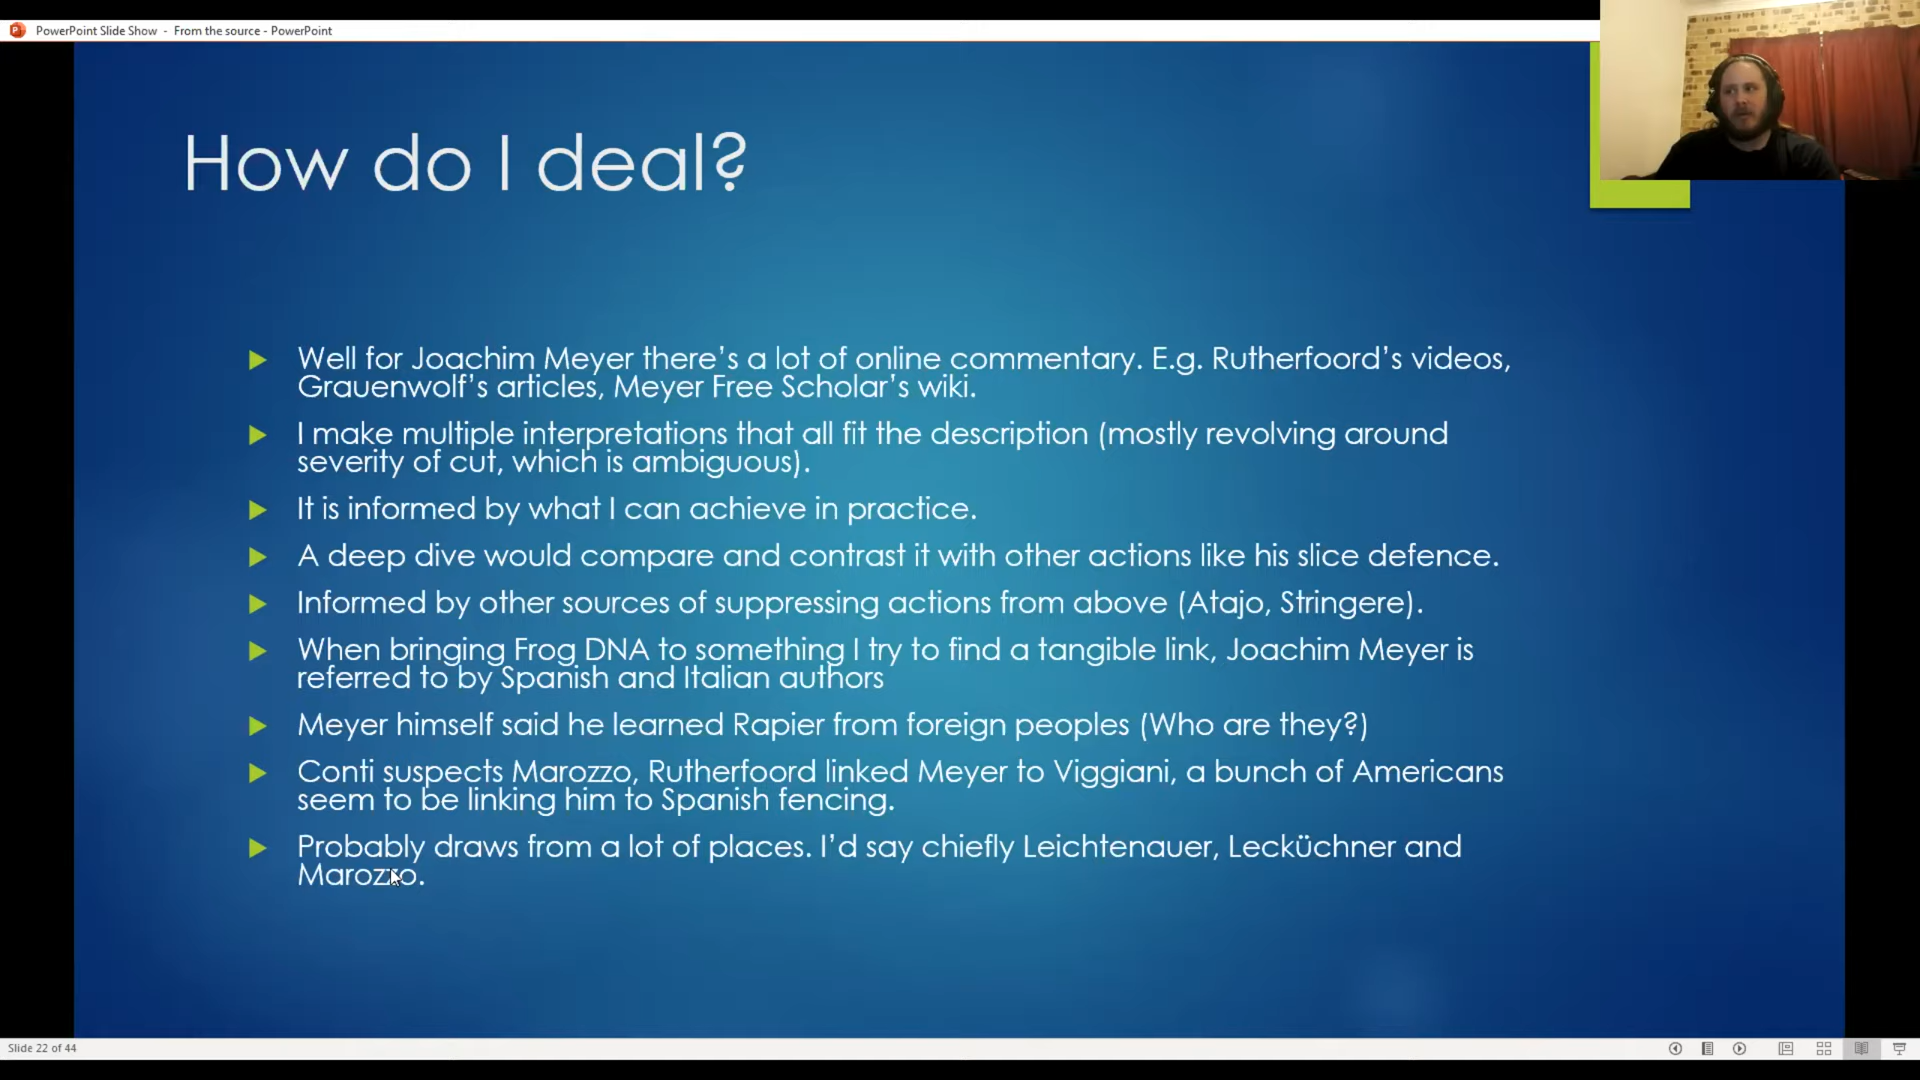 PowerPoint Slide Show - From the source - PowerPoint
How do I deal?
Well for Joachim Meyer there's a lot of online commentary. E.g. Rutherfoord's videos,
Grauenwolf's articles, Meyer Free Scholar's wiki.
I make multiple interpretations that all fit the description (mostly revolving around
severity of cut, which is ambiguous).
It is informed by what I can achieve in practice.
A deep dive would compare and contrast it with other actions like his slice defence.
Informed by other sources of suppressing actions from above (Atajo, Stringere).
When bringing Frog DNA to something I try to find a tangible link, Joachim Meyer is
referred to by Spanish and Italian authors
Meyer himself said he learned Rapier from foreign peoples (Who are they?)
Conti suspects Marozzo, Rutherfoord linked Meyer to Viggiani, a bunch of Americans
seem to be linking him to Spanish fencing.
Probably draws from a lot of places. I'd say chiefly Leichtenauer, Lecküchner and
Marozzo.
Slide 22 of 44